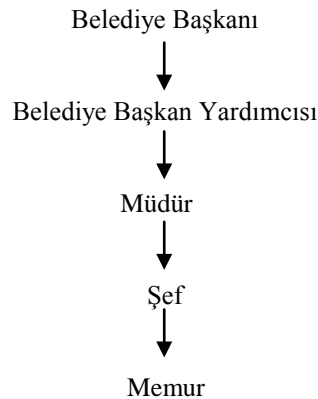 Belediye Başkanı
Belediye Başkan Yardımcısı
Müdür
Şef
Memur